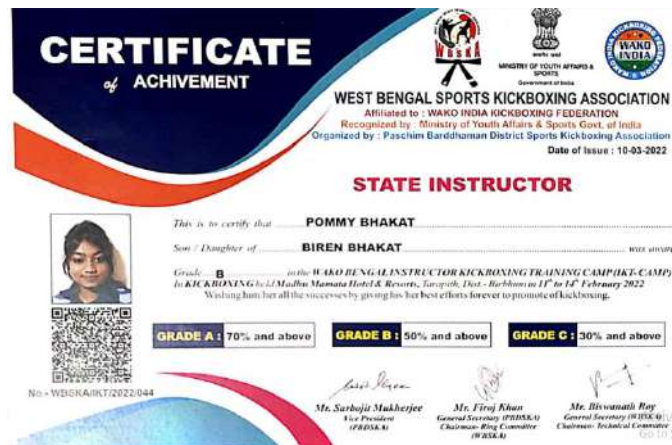 CERTIFICATE
of ACHIVEMENT
WBSKA
MINISTRY OF YOUTH AFFAIRS &
SPORTS
Government of India
WAKO
INDIA
WEST BENGAL SPORTS KICKBOXING ASSOCIATION
Affiliated to : WAKO INDIA KICKBOXING FEDERATION
Recognized by : Ministry of Youth Affairs & Sports Govt. of India
Organized by : Paschim Barddhaman District Sports Kickboxing Association
Date of Issue : 10-03-2022
STATE INSTRUCTOR
This is to certify that POMMY BHAKAT
Son / Daughter of BIREN BHAKAT was awar
Grade B in the WAKO BENGAL INSTRUCTOR KICKBOXING TRAINING CAMP (IKT-CAMP)
In KICKBOXING held Madhu Mamata Hotel & Resorts, Tarapith, Dist - Birbhum in 11th to 14th February 2022
Wishing him/her all the successes by giving his/her best efforts forever to promote of kickboxing.
GRADE A : 70% and above
GRADE B : 50% and above
GRADE C : 30% and above
No - WBSKA/IKT/2022/044
Mr. Sarbojit Mukherjee
Vice President
(PBDSKA)
Mr. Firoj Khan
General Secretary (PBDSKA)
Chairman- Ring Committee
(WBSKA)
Mr. Biswanath Roy
General Secretary (WBSKA)
Chairman- Technical Committee